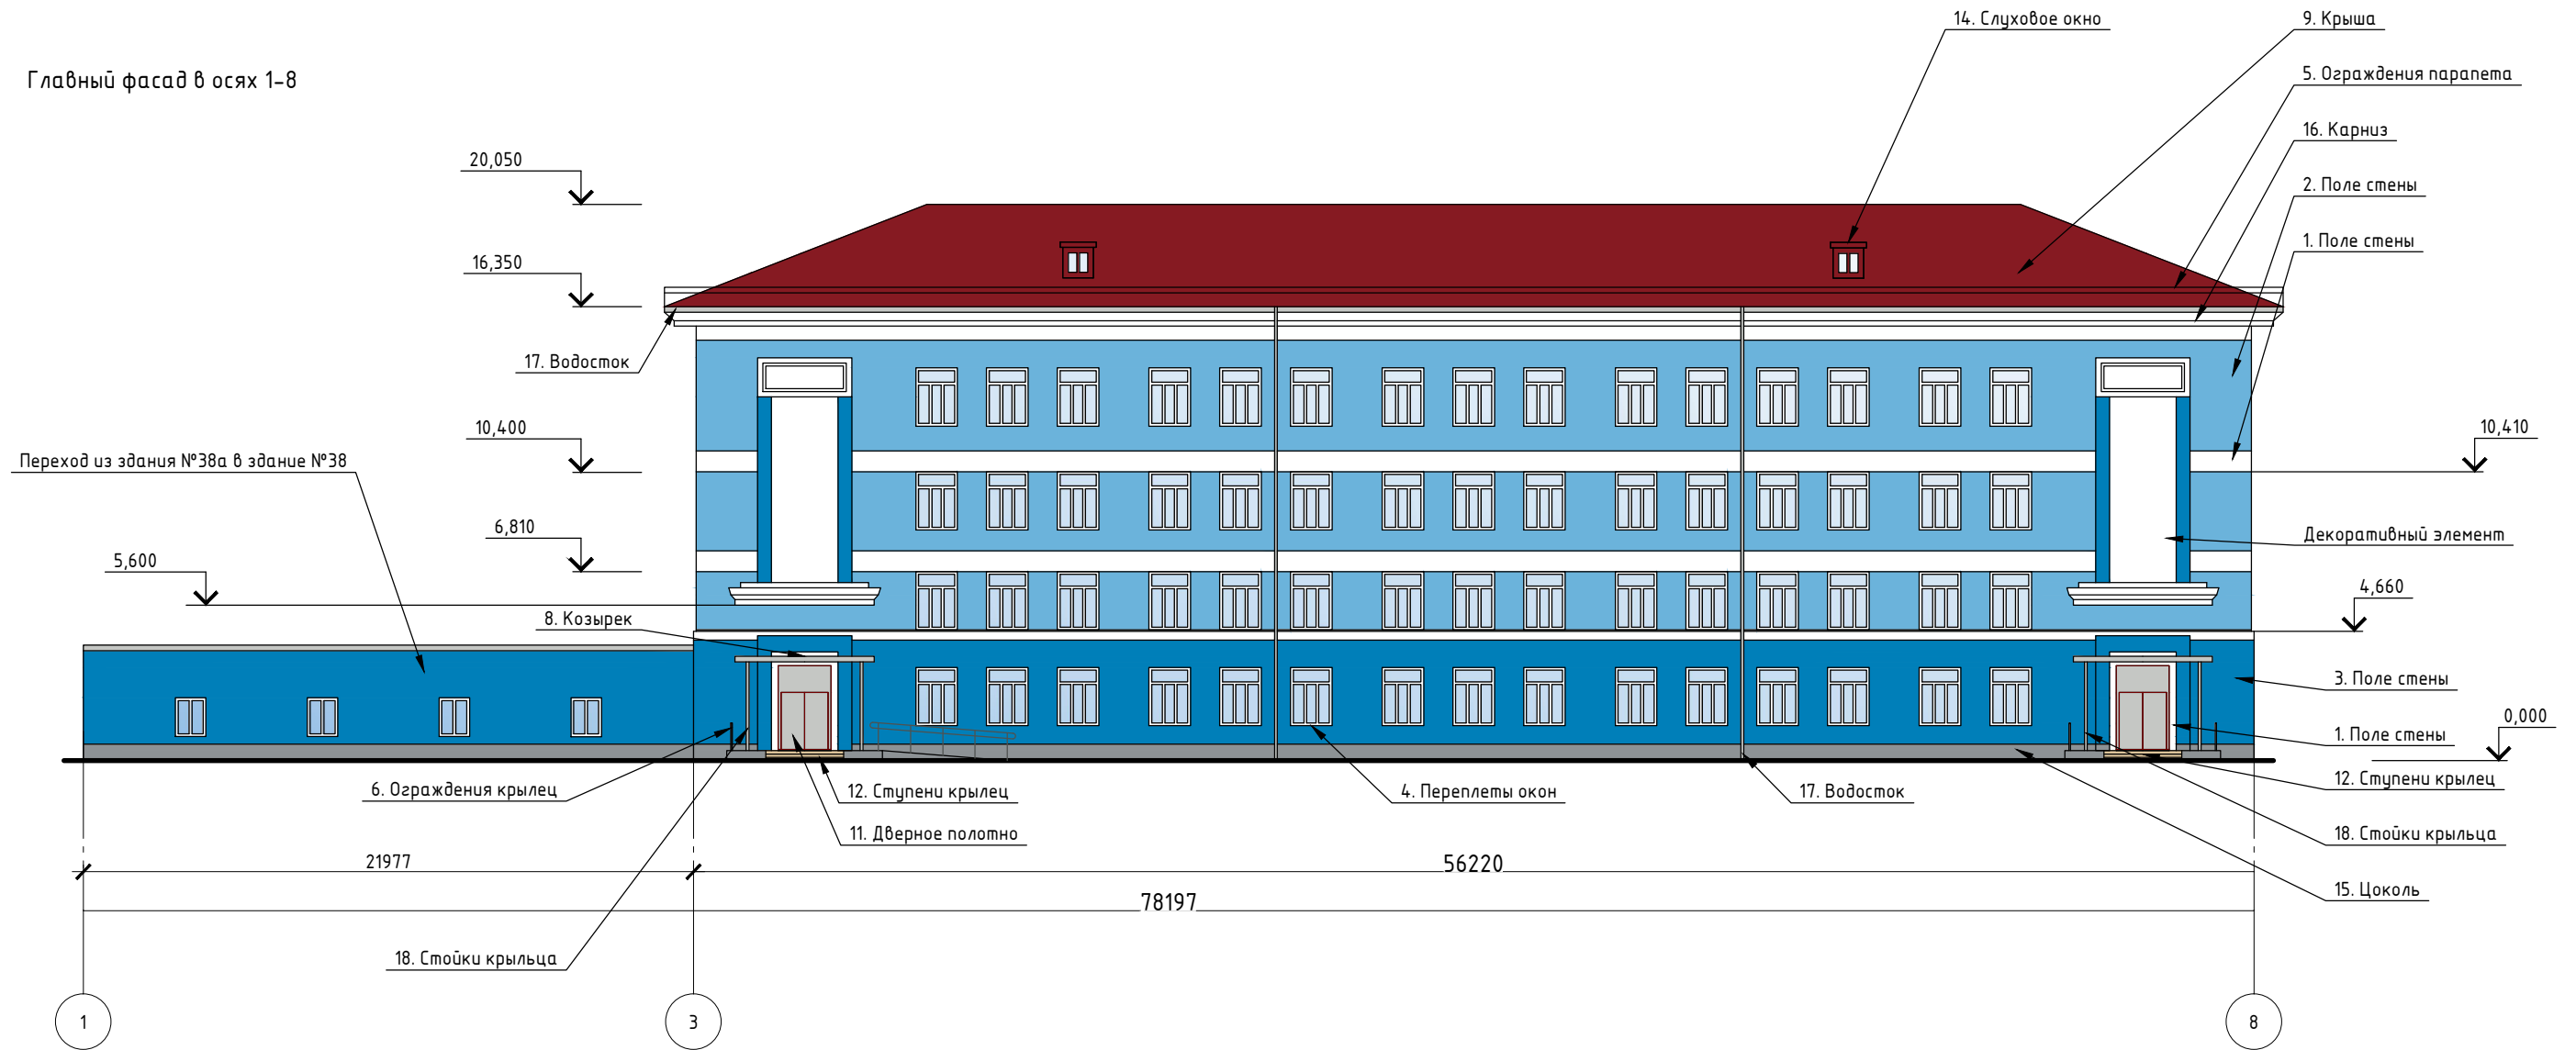 14. Слуховое окно
9. Крыша
Главный фасад в осях 1-8
5. Ограждения парапета
16. Карниз
20,050
2. Поле стены
1. Поле стены
16,350
17. Водосток
10,400
10,410
Переход из здания №38а в здание №38
6,810
Декоративный элемент
5,600
4,660
8. Козырек
3. Поле стены
0,000
1. Поле стены
6. Ограждения крылец
12. Ступени крылец
4. Переплеты окон
17. Водосток
12. Ступени крылец
11. Дверное полотно
18. Стойки крыльца
21977
56220
15. Цоколь
78197
18. Стойки крыльца
1
3
8